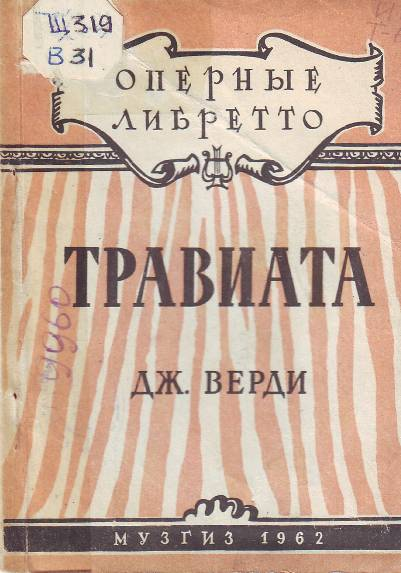 Щ319
В31
ОПЕРНЫЕ
ЛИБРЕТТО
ТРАВИАТА
ДЖ. ВЕРДИ
МУЗГИЗ 1962